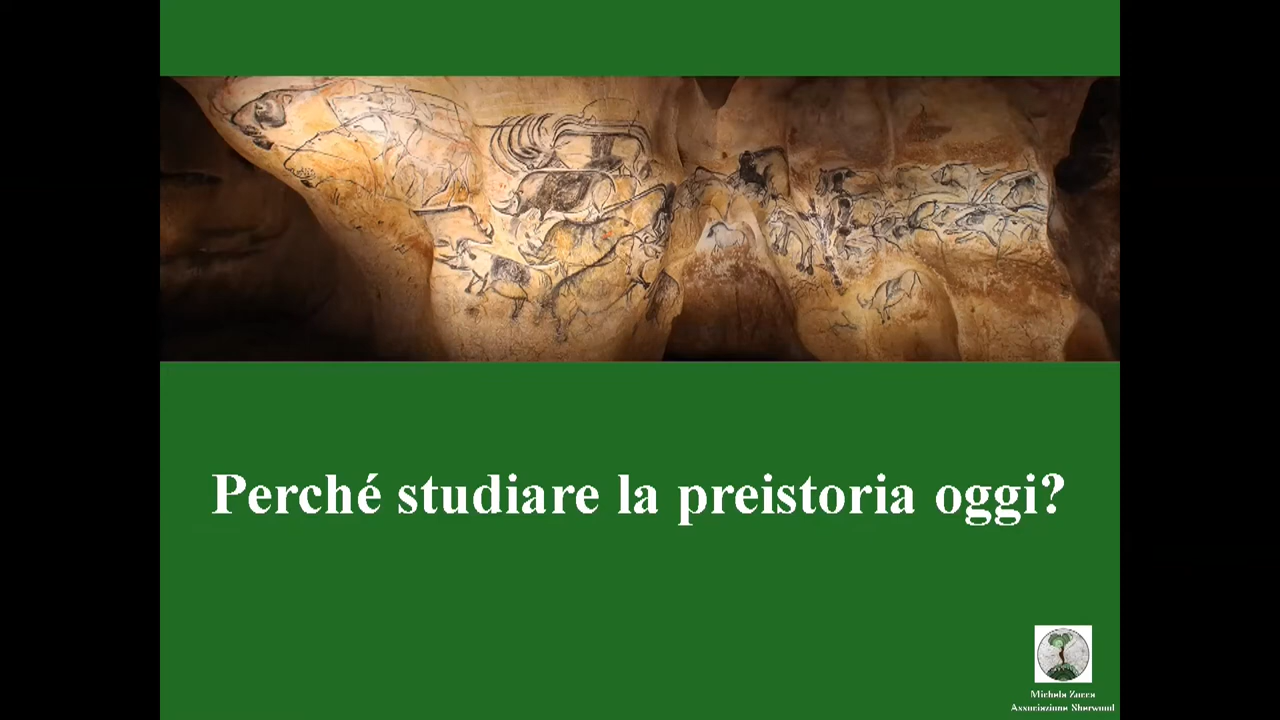 Perché studiare la preistoria oggi?
Michela Zucca
Associazione Sherwood